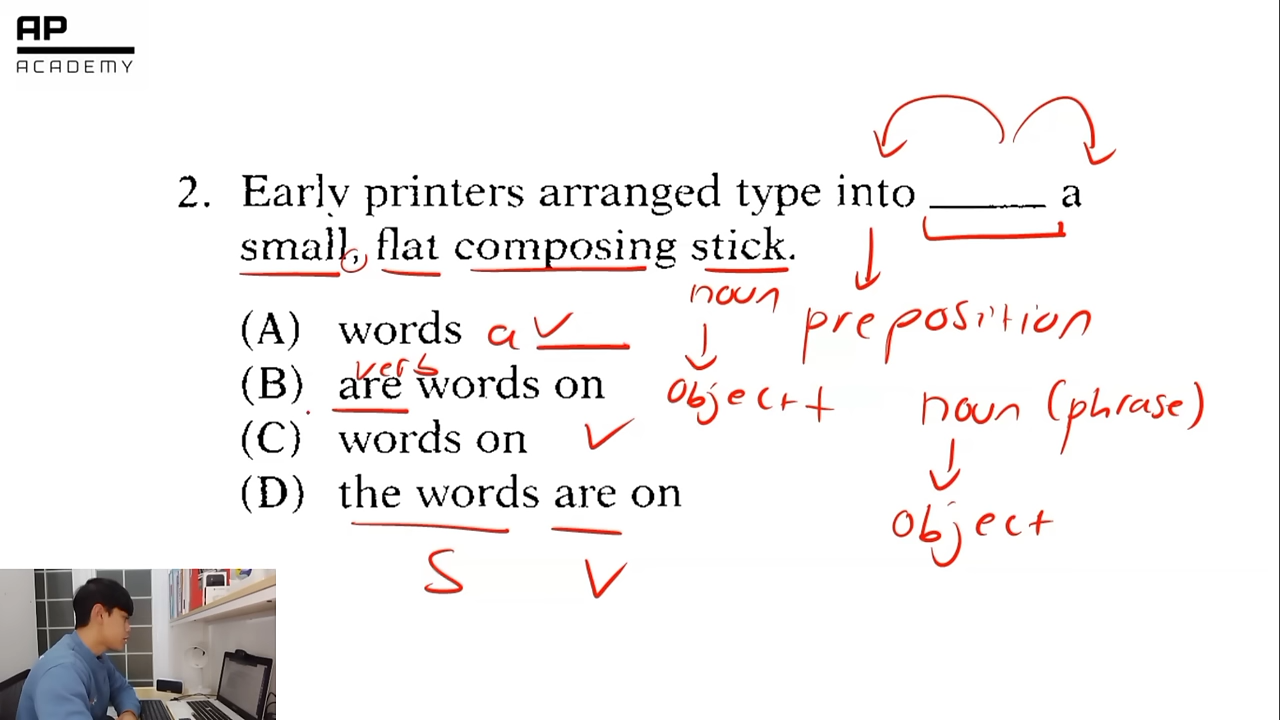 AP
ACADEMY
2. Early printers arranged type into ______ a
small, flat composing stick.
noun
preposition
(A) words a
verb
(B) are words on
object
noun (phrase)
(C) words on
(D) the words are on
object
S V